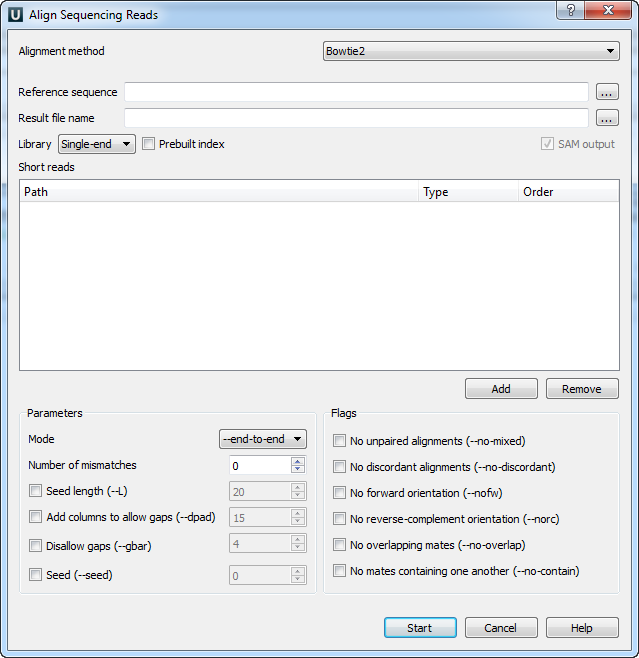 U Align Sequencing Reads ?
Alignment method Bowtie2
Reference sequence ...
Result file name ...
Library Single-end Prebuilt index SAM output
Short reads
Path Type Order
Add Remove
Parameters Flags
Mode --end-to-end No unpaired alignments (--no-mixed)
Number of mismatches 0 No discordant alignments (--no-discordant)
Seed length (--L) 20 No forward orientation (--nofw)
Add columns to allow gaps (--dpad) 15 No reverse-complement orientation (--norc)
Disallow gaps (--gbar) 4 No overlapping mates (--no-overlap)
Seed (--seed) 0 No mates containing one another (--no-contain)
Start Cancel Help